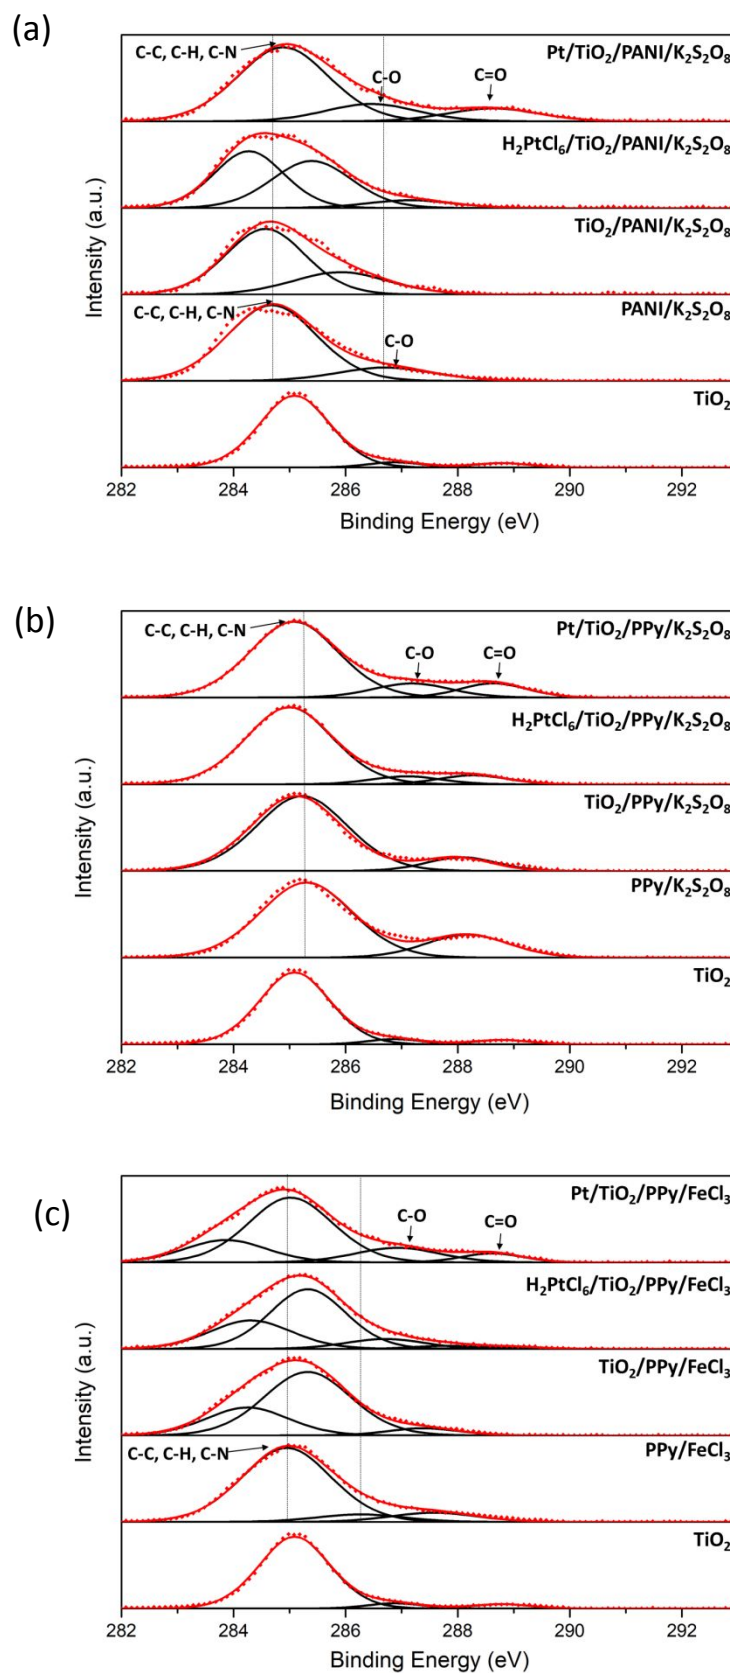 (a)
C-C, C-H, C-N
C-O
C=O
Pt/TiO₂/PANI/K₂S₂O₈
H₂PtCl₆/TiO₂/PANI/K₂S₂O₈
TiO₂/PANI/K₂S₂O₈
C-C, C-H, C-N
C-O
PANI/K₂S₂O₈
TiO₂
Intensity (a.u.)
282 284 286 288 290 292
Binding Energy (eV)
(b)
C-C, C-H, C-N
C-O
C=O
Pt/TiO₂/PPy/K₂S₂O₈
H₂PtCl₆/TiO₂/PPy/K₂S₂O₈
TiO₂/PPy/K₂S₂O₈
PPy/K₂S₂O₈
TiO₂
Intensity (a.u.)
282 284 286 288 290 292
Binding Energy (eV)
(c)
C-O
C=O
Pt/TiO₂/PPy/FeCl₃
H₂PtCl₆/TiO₂/PPy/FeCl₃
TiO₂/PPy/FeCl₃
C-C, C-H, C-N
PPy/FeCl₃
TiO₂
Intensity (a.u.)
282 284 286 288 290 292
Binding Energy (eV)